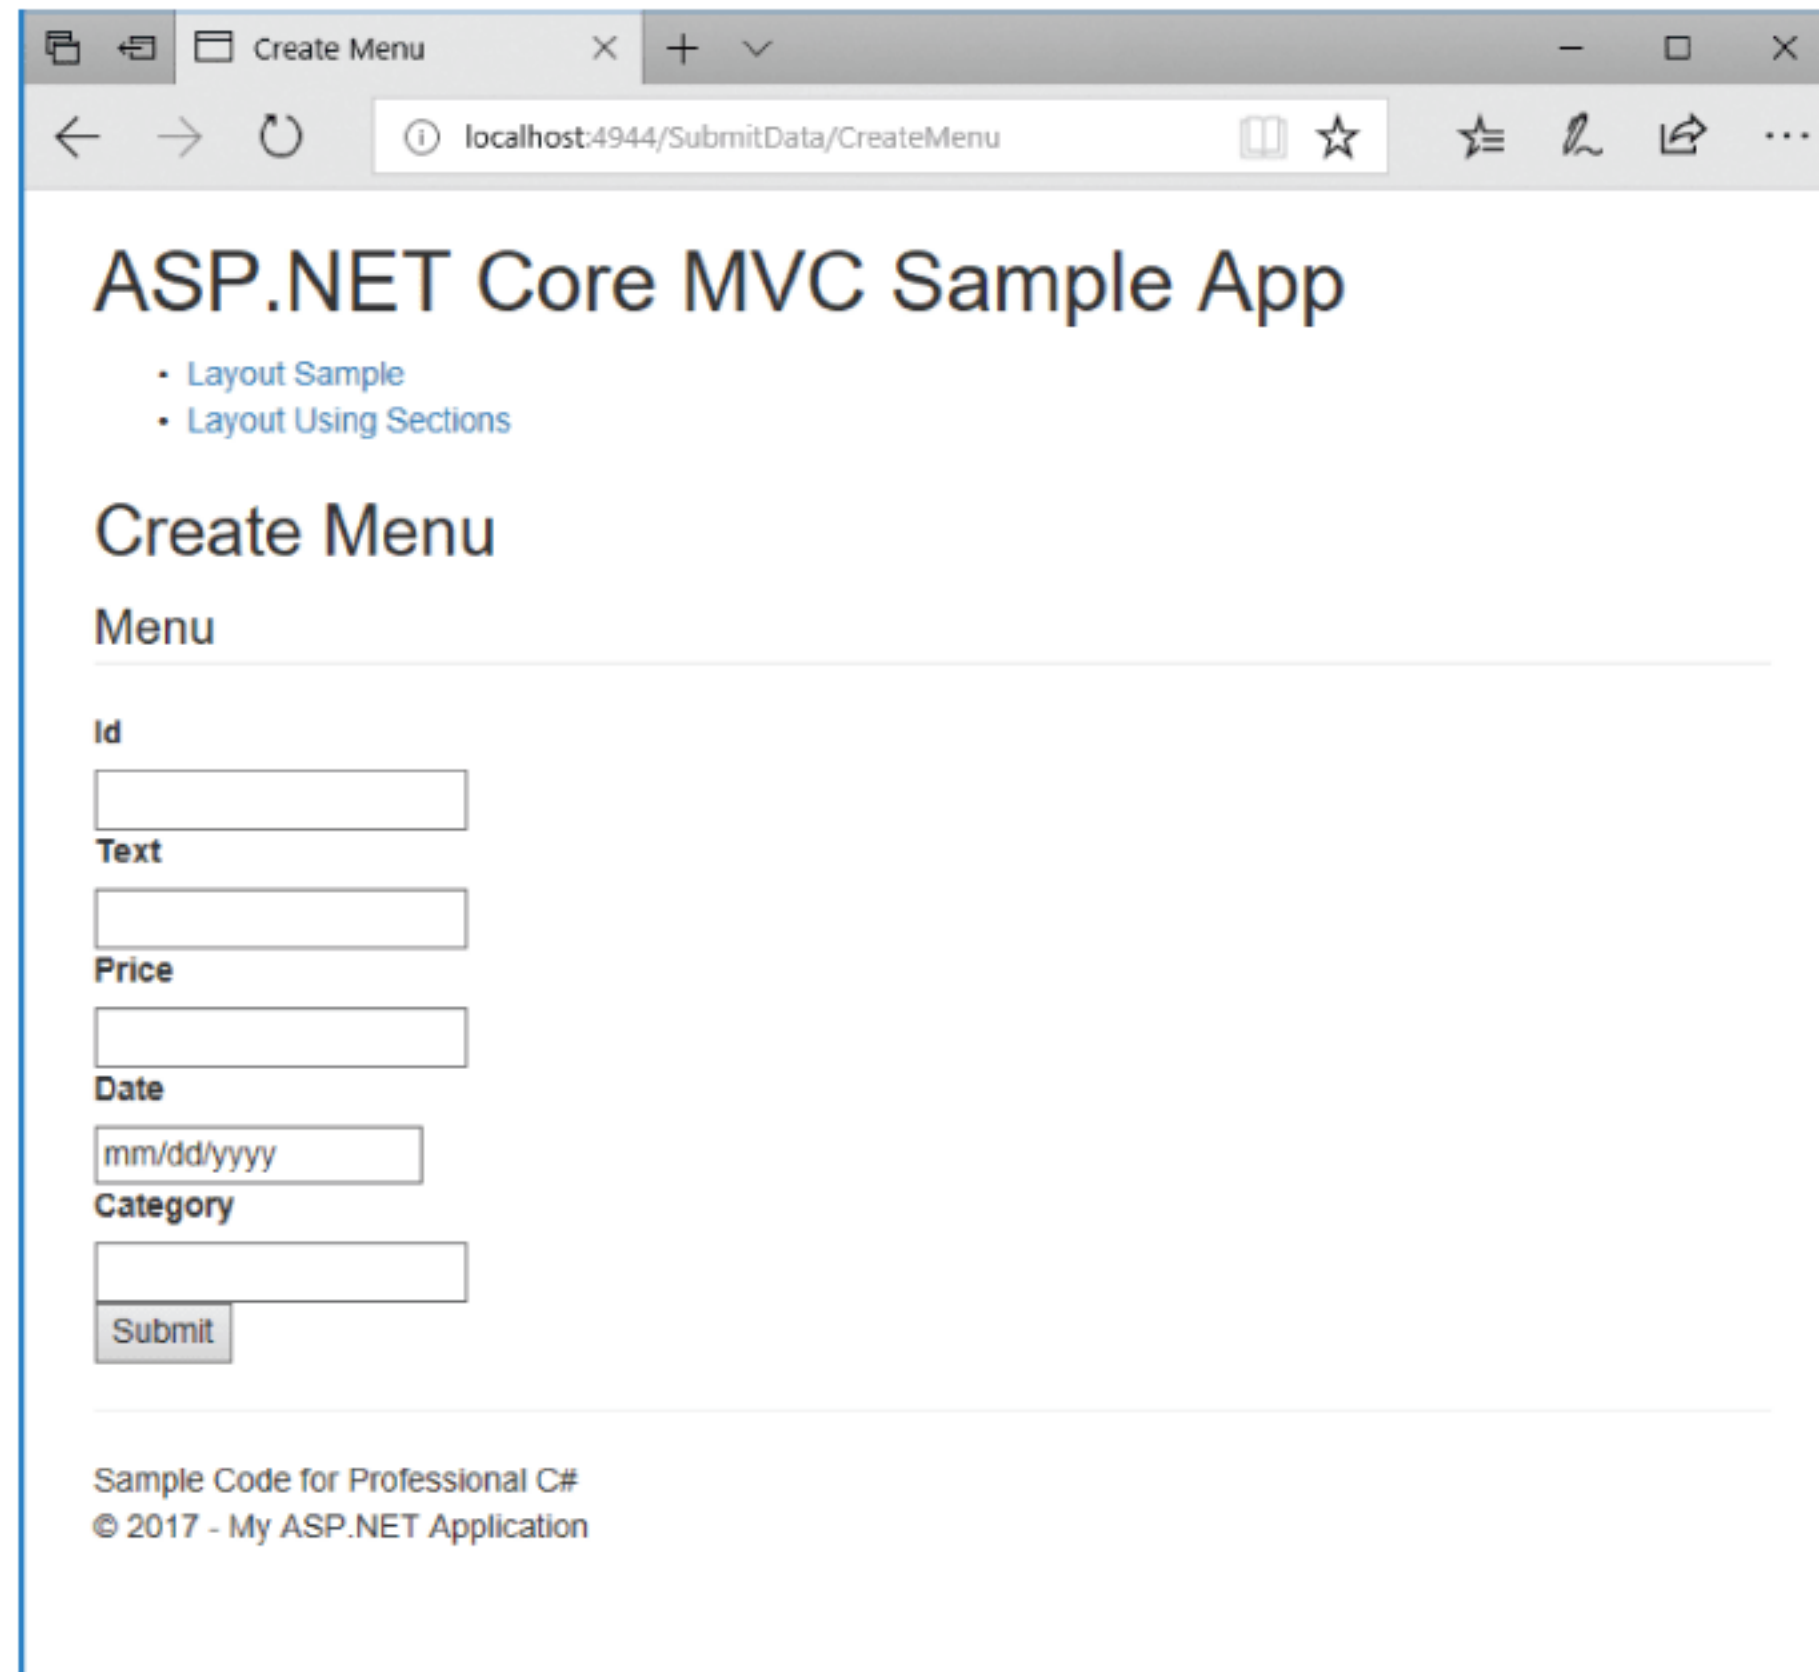 Create Menu
localhost:4944/SubmitData/CreateMenu
ASP.NET Core MVC Sample App
• Layout Sample
• Layout Using Sections
Create Menu
Menu
Id
Text
Price
Date
mm/dd/yyyy
Category
Submit
Sample Code for Professional C#
© 2017 - My ASP.NET Application